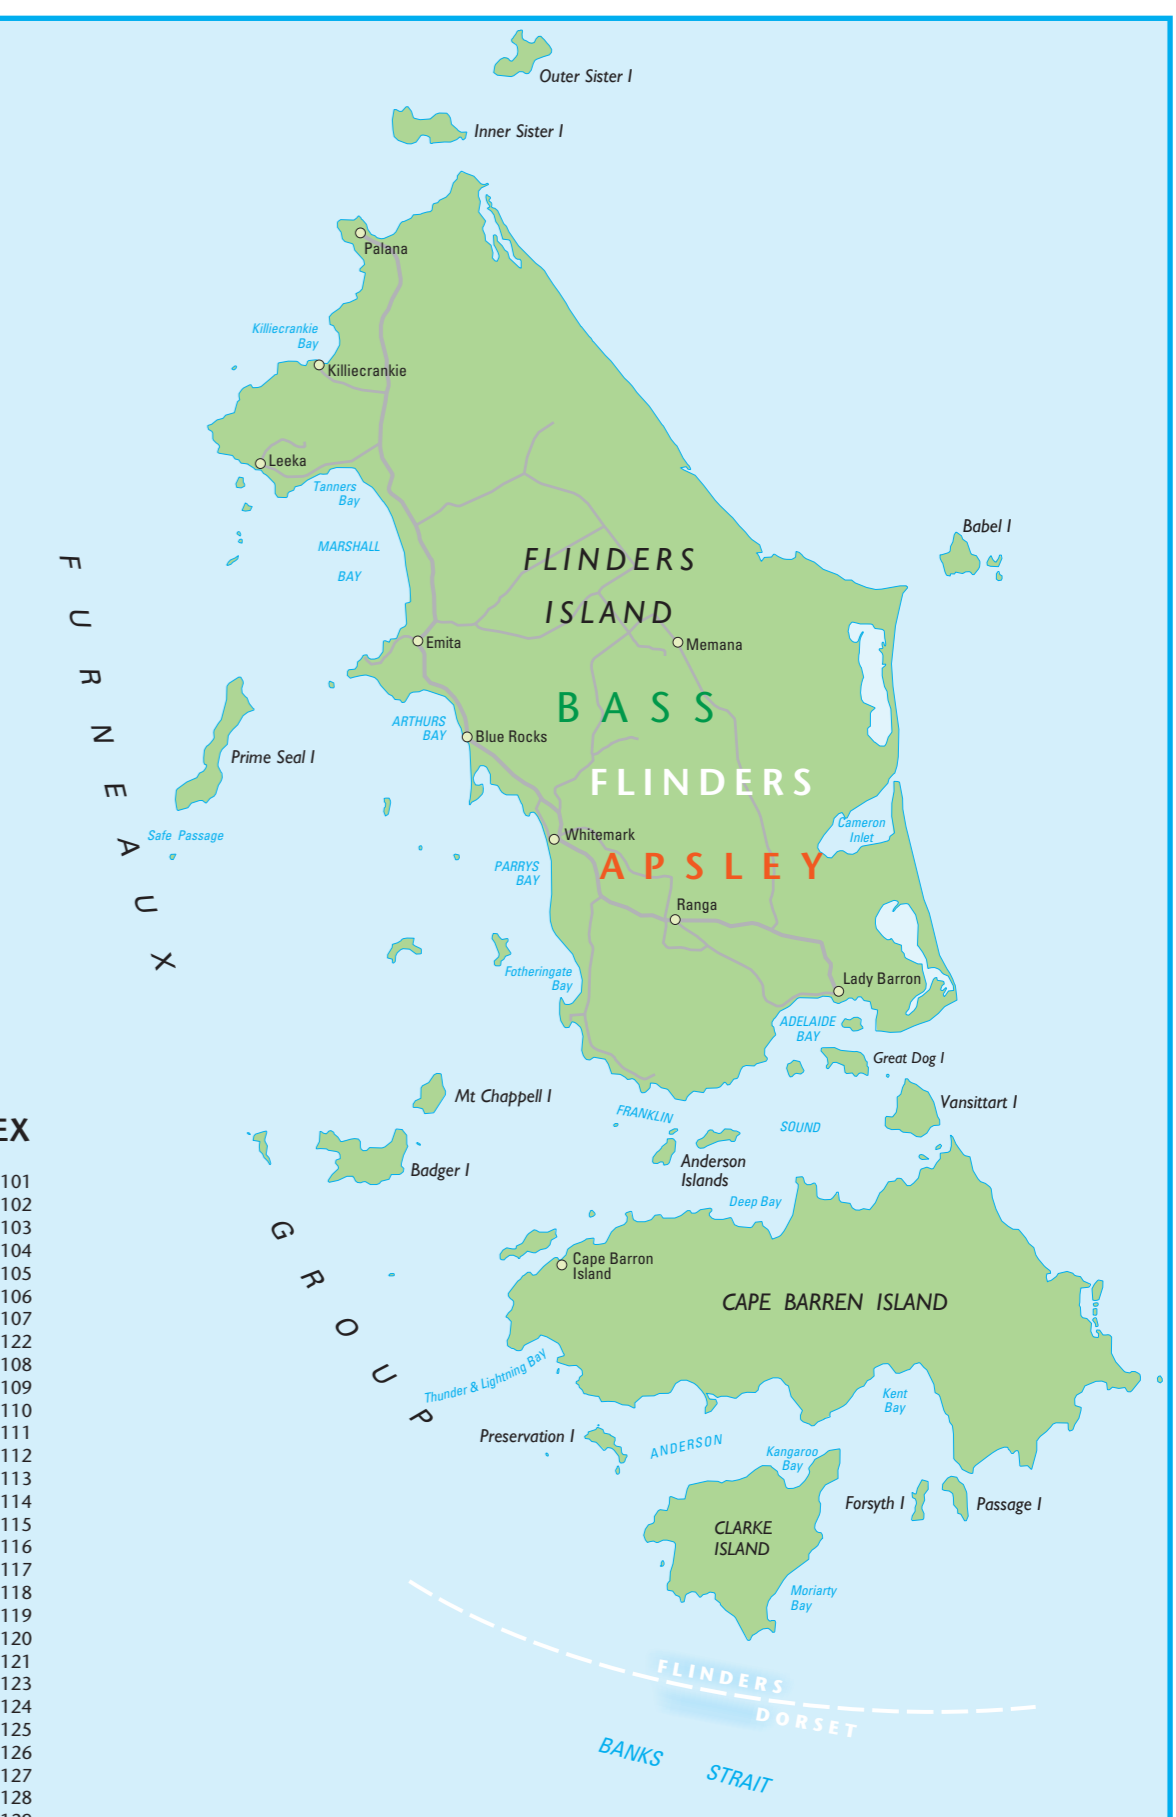 Outer Sister I
Inner Sister I
Palana
Killiecrankie
Bay
Killiecrankie
Leeka
Tanners
Bay
MARSHALL
BAY
FLINDERS
ISLAND
Babel I
FURNEAUX
Emita
Memana
BASS
ARTHURS
BAY
Blue Rocks
Prime Seal I
FLINDERS
Safe Passage
Whitemark
Cameron
Inlet
PARRYS
BAY
APSLEY
Ranga
Fotheringate
Bay
Lady Barron
ADELAIDE
BAY
Great Dog I
Mt Chappell I
Vansittart I
FRANKLIN
SOUND
EX
Badger I
Anderson
Islands
Deep Bay
GROUP
Cape Barron
Island
CAPE BARREN ISLAND
Thunder & Lightning Bay
Kent
Bay
Preservation I
ANDERSON
Kangaroo
Bay
Forsyth I
Passage I
CLARKE
ISLAND
Moriarty
Bay
FLINDERS
DORSET
BANKS STRAIT
101
102
103
104
105
106
107
122
108
109
110
111
112
113
114
115
116
117
118
119
120
121
123
124
125
126
127
128